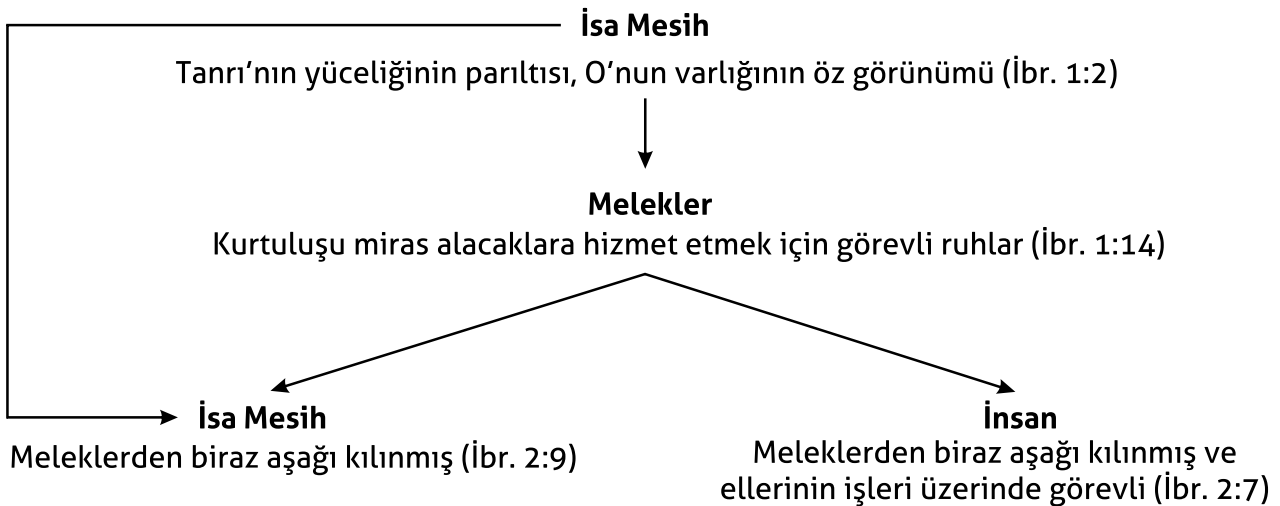 İsa Mesih
Tanrı’nın yüceliğinin parıltısı, O’nun varlığının öz görünümü (İbr. 1:2)
Melekler
Kurtuluşu miras alacaklara hizmet etmek için görevli ruhlar (İbr. 1:14)
İsa Mesih
Meleklerden biraz aşağı kılınmış (İbr. 2:9)
İnsan
Meleklerden biraz aşağı kılınmış ve
ellerinin işleri üzerinde görevli (İbr. 2:7)